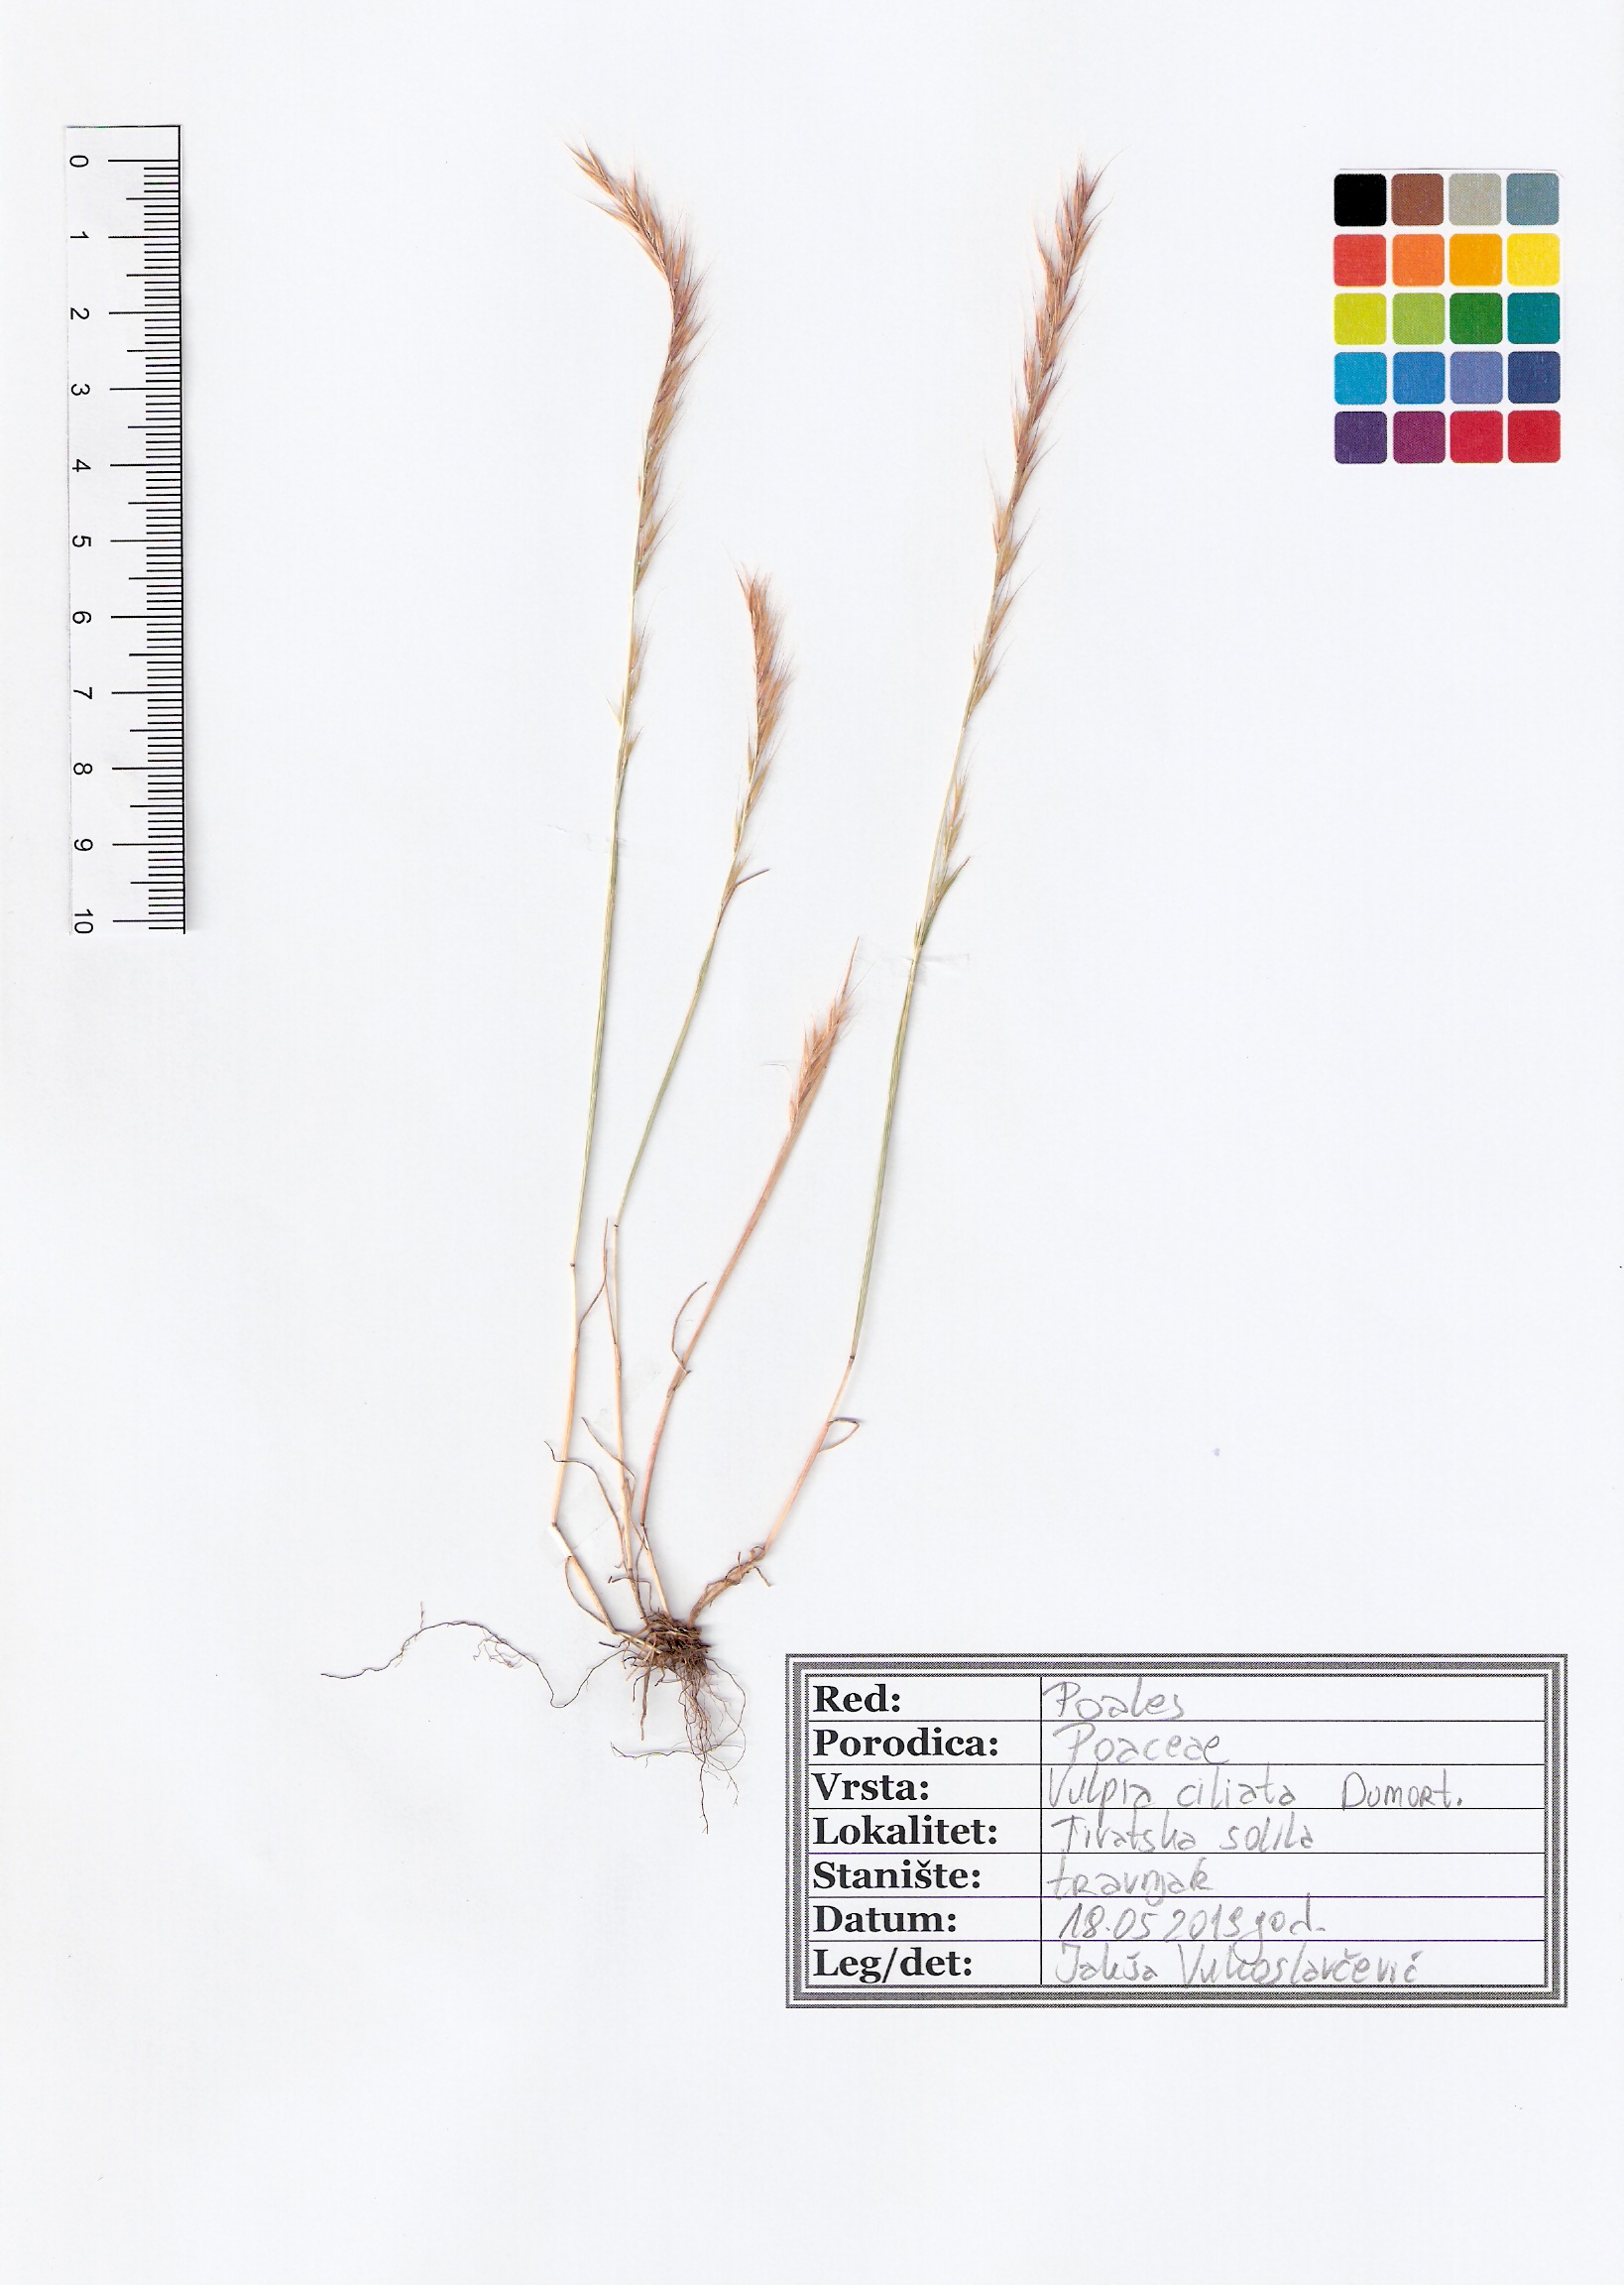 0
1
2
3
4
5
6
7
8
9
10
Red: Poales
Porodica: Poaceae
Vrsta: Vulpia ciliata Dumort.
Lokalitet: Tivatska solila
Stanište: travnjak
Datum: 18.05 2019 god.
Leg/det: Jakša Vukoslavčević